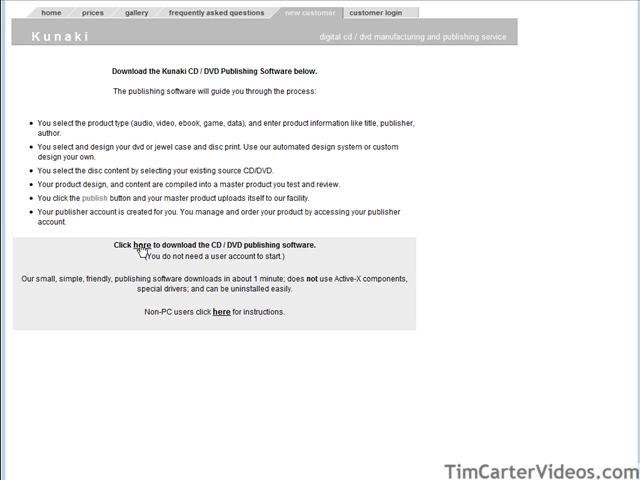 home prices gallery frequently asked questions new customer customer login
Kunaki digital cd / dvd manufacturing and publishing service
Download the Kunaki CD / DVD Publishing Software below.
The publishing software will guide you through the process:
• You select the product type (audio, video, ebook, game, data), and enter product information like title, publisher,
author.
• You select and design your dvd or jewel case and disc print. Use our automated design system or custom
design your own.
• You select the disc content by selecting your existing source CD/DVD.
• Your product design, and content are compiled into a master product you test and review.
• You click the publish button and your master product uploads itself to our facility.
• Your publisher account is created for you. You manage and order your product by accessing your publisher
account.
Click here to download the CD / DVD publishing software.
(You do not need a user account to start.)
Our small, simple, friendly, publishing software downloads in about 1 minute; does not use Active-X components,
special drivers; and can be uninstalled easily.
Non-PC users click here for instructions.
TimCarterVideos.com